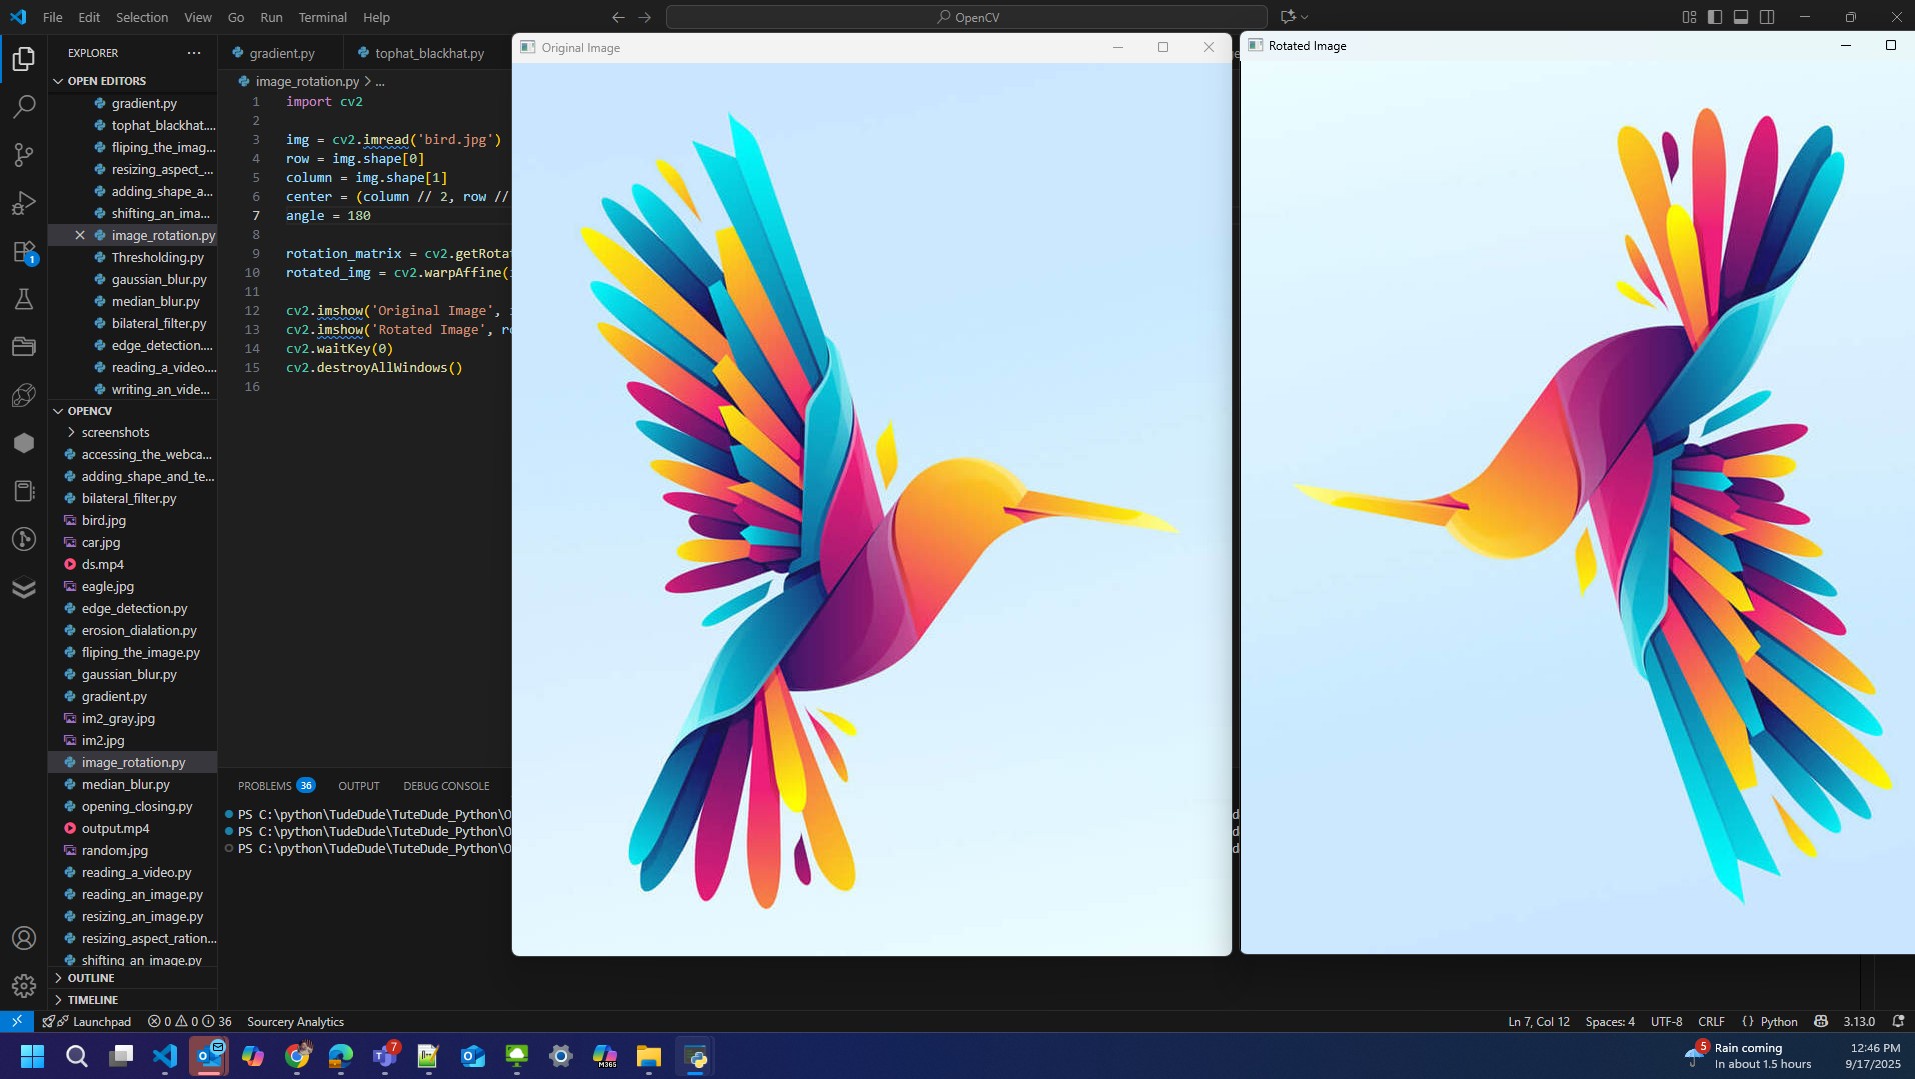 File Edit Selection View Go Run Terminal Help
OpenCV
EXPLORER
gradient.py
tophat_blackhat.py
OPEN EDITORS
gradient.py
tophat_blackhat....
fliping_the_imag...
resizing_aspect_...
adding_shape_a...
shifting_an_ima...
image_rotation.py
Thresholding.py
gaussian_blur.py
median_blur.py
bilateral_filter.py
edge_detection....
reading_a_video....
writing_an_vide...
OPENCV
screenshots
accessing_the_webca...
adding_shape_and_te...
bilateral_filter.py
bird.jpg
car.jpg
ds.mp4
eagle.jpg
edge_detection.py
erosion_dialation.py
fliping_the_image.py
gaussian_blur.py
gradient.py
im2_gray.jpg
im2.jpg
image_rotation.py
median_blur.py
opening_closing.py
output.mp4
random.jpg
reading_a_video.py
reading_an_image.py
resizing_an_image.py
resizing_aspect_ration...
shifting_an_image.py
OUTLINE
TIMELINE
image_rotation.py > ...
1 import cv2
2
3 img = cv2.imread('bird.jpg')
4 row = img.shape[0]
5 column = img.shape[1]
6 center = (column // 2, row //
7 angle = 180
8
9 rotation_matrix = cv2.getRotat
10 rotated_img = cv2.warpAffine(
11
12 cv2.imshow('Original Image',
13 cv2.imshow('Rotated Image', ro
14 cv2.waitKey(0)
15 cv2.destroyAllWindows()
16
PROBLEMS 36 OUTPUT DEBUG CONSOLE
PS C:\python\TudeDude\TuteDude_Python\O
PS C:\python\TudeDude\TuteDude_Python\O
PS C:\python\TudeDude\TuteDude_Python\O
Original Image
Rotated Image
1
Launchpad 0 0 36 Sourcery Analytics
Ln 7, Col 12 Spaces: 4 UTF-8 CRLF {} Python 3.13.0
7
M365
5
Rain coming
In about 1.5 hours
12:46 PM
9/17/2025